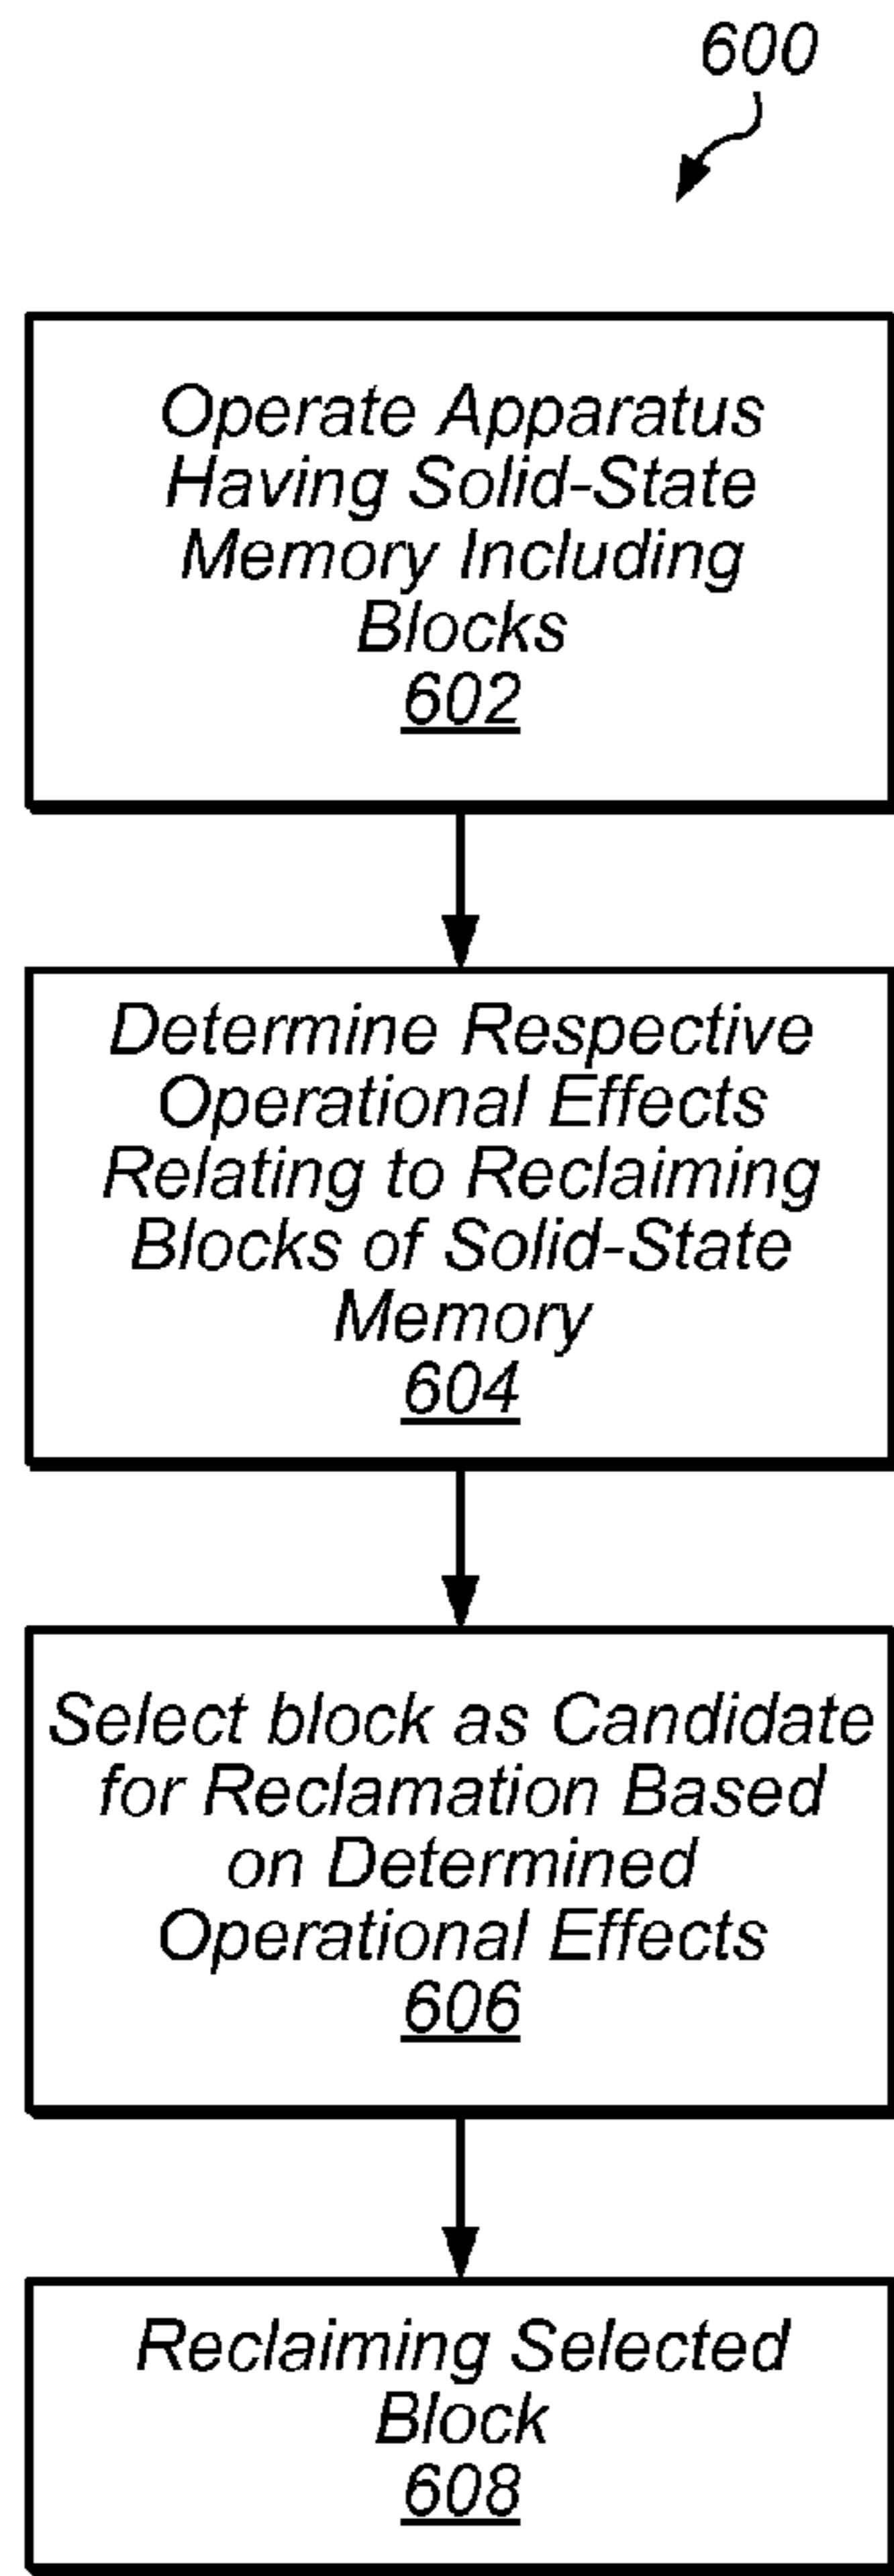 600
Operate Apparatus
Having Solid-State
Memory Including
Blocks
602
Determine Respective
Operational Effects
Relating to Reclaiming
Blocks of Solid-State
Memory
604
Select block as Candidate
for Reclamation Based
on Determined
Operational Effects
606
Reclaiming Selected
Block
608